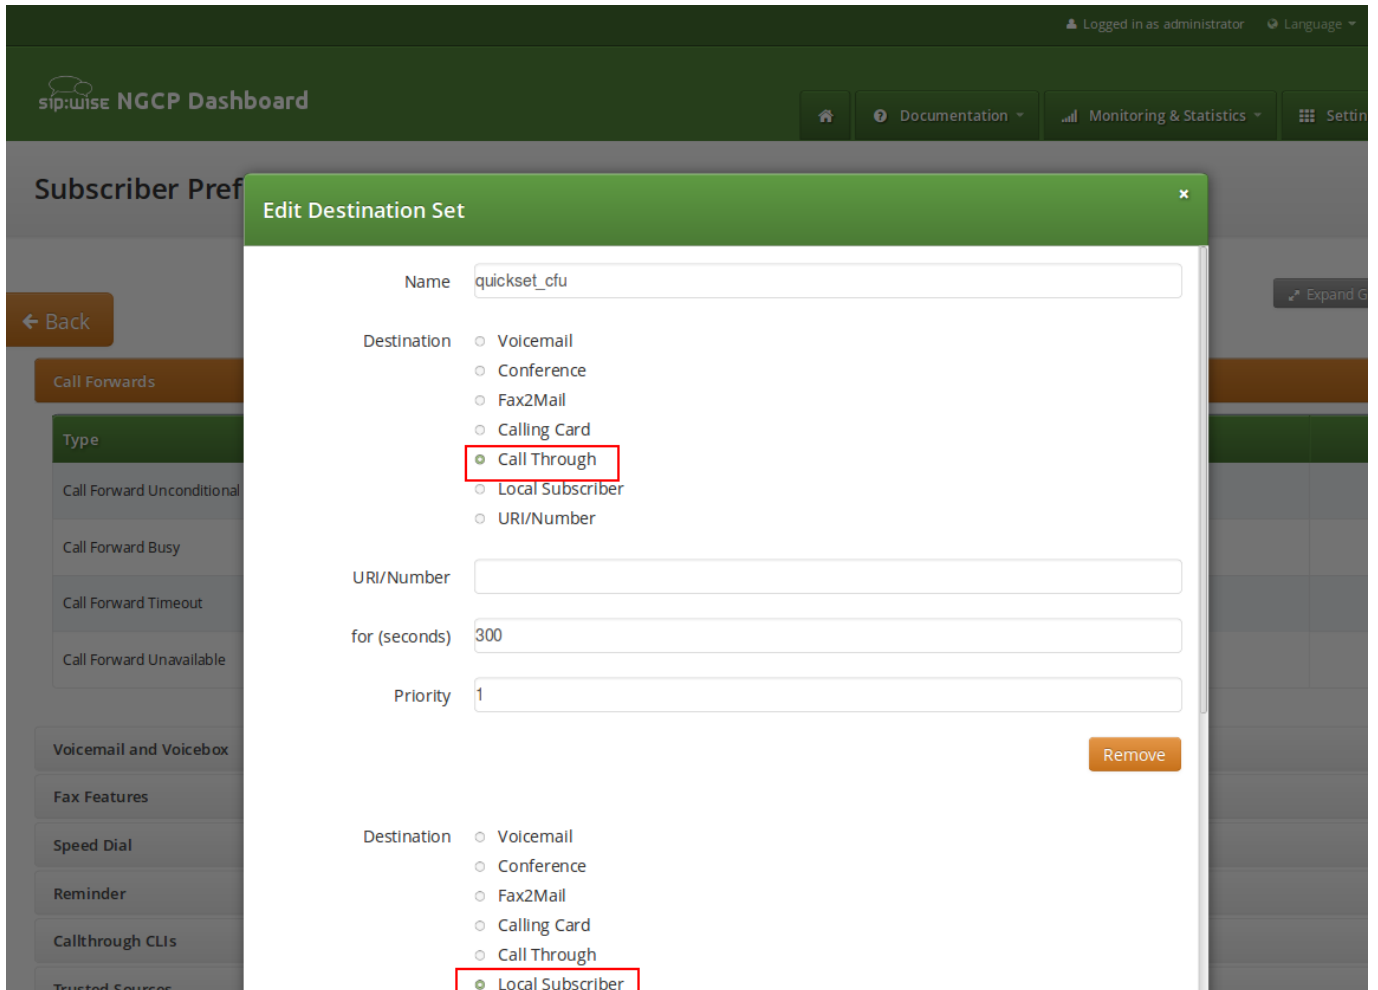 Logged in as administrator Language
sip:wise NGCP Dashboard
Documentation Monitoring & Statistics Settin
Subscriber Pref
Edit Destination Set ×
Name quickset_cfu
Expand G
Back
Destination Voicemail
Conference
Call Forwards
Fax2Mail
Calling Card
Type
Call Through
Call Forward Unconditional
Local Subscriber
URI/Number
Call Forward Busy
URI/Number
Call Forward Timeout
for (seconds) 300
Call Forward Unavailable
Priority 1
Voicemail and Voicebox
Remove
Fax Features
Speed Dial
Destination Voicemail
Conference
Reminder
Fax2Mail
Calling Card
Callthrough CLIs
Call Through
Local Subscriber
Trusted Sources